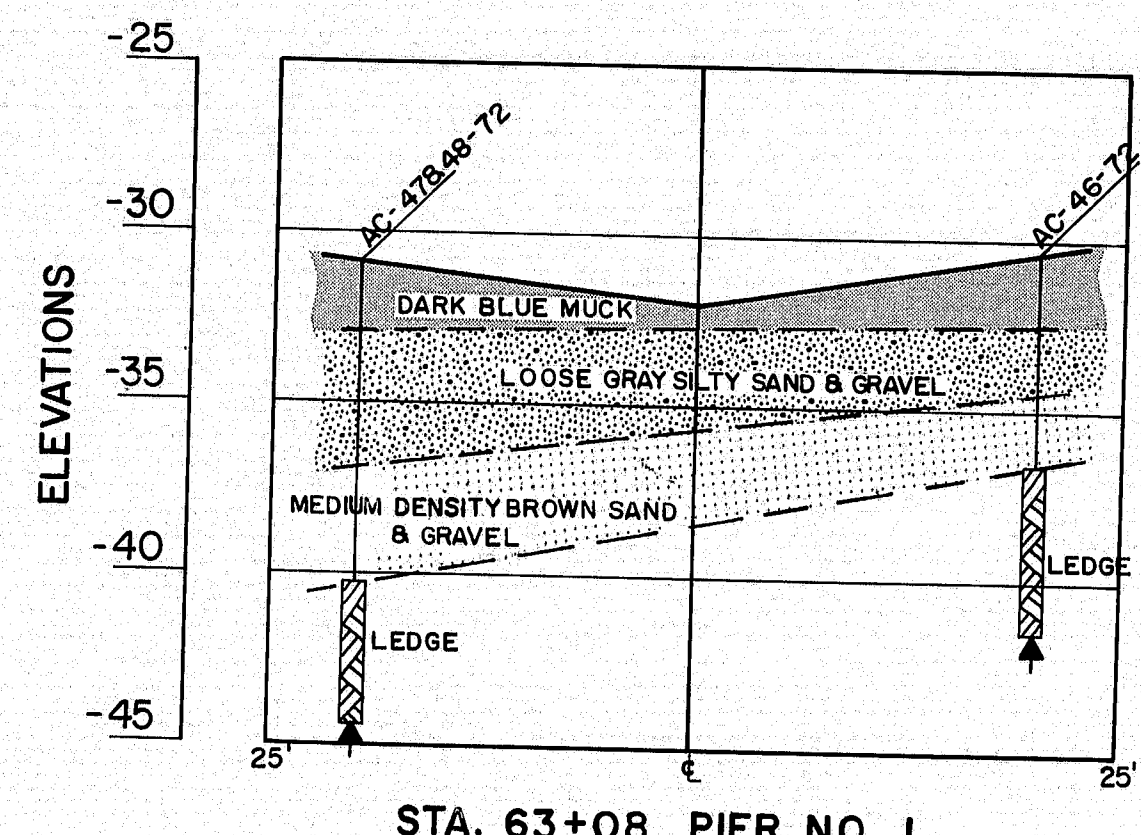 -25
-30
-35
-40
-45
ELEVATIONS
AC-47&48-72
AC-46-72
DARK BLUE MUCK
LOOSE GRAY SILTY SAND & GRAVEL
MEDIUM DENSITY BROWN SAND
& GRAVEL
LEDGE
LEDGE
25'
℄
25'
STA. 63+08 PIER NO. 1